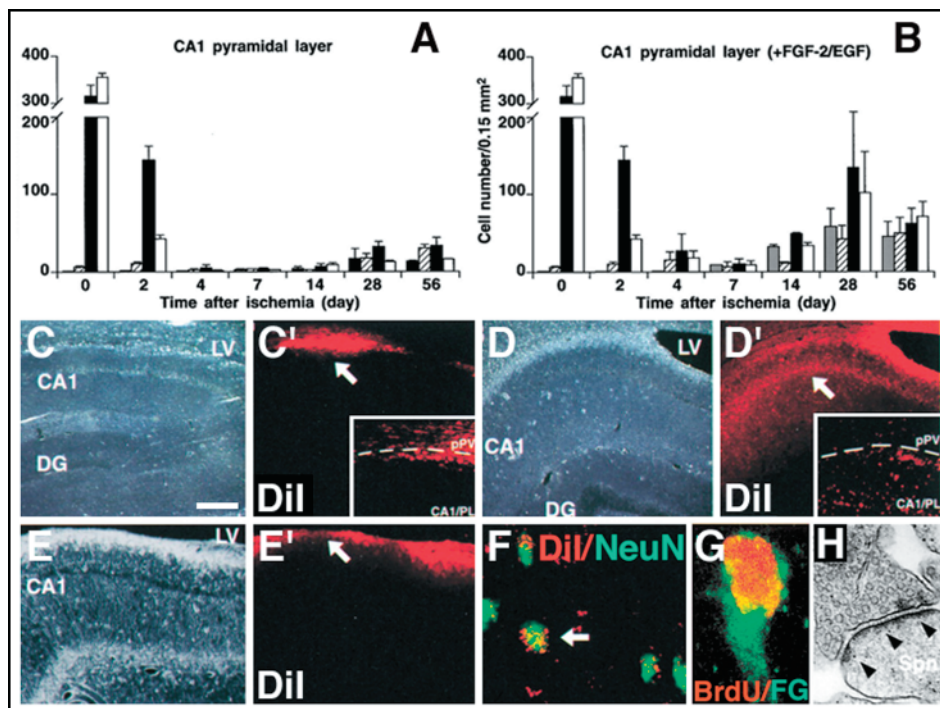 CA1 pyramidal layer
A
400
300
200
100
0
0 2 4 7 14 28 56
Time after ischemia (day)
CA1 pyramidal layer (+FGF-2/EGF)
B
Cell number/0.15 mm²
400
300
200
100
0
0 2 4 7 14 28 56
Time after ischemia (day)
C
LV
CA1
DG
C'
pPV
CA1/PL
DiI
D
LV
CA1
DG
D'
pPV
CA1/PL
DiI
E
LV
CA1
E'
DiI
F
DiI/NeuN
G
BrdU/FG
H
Spn